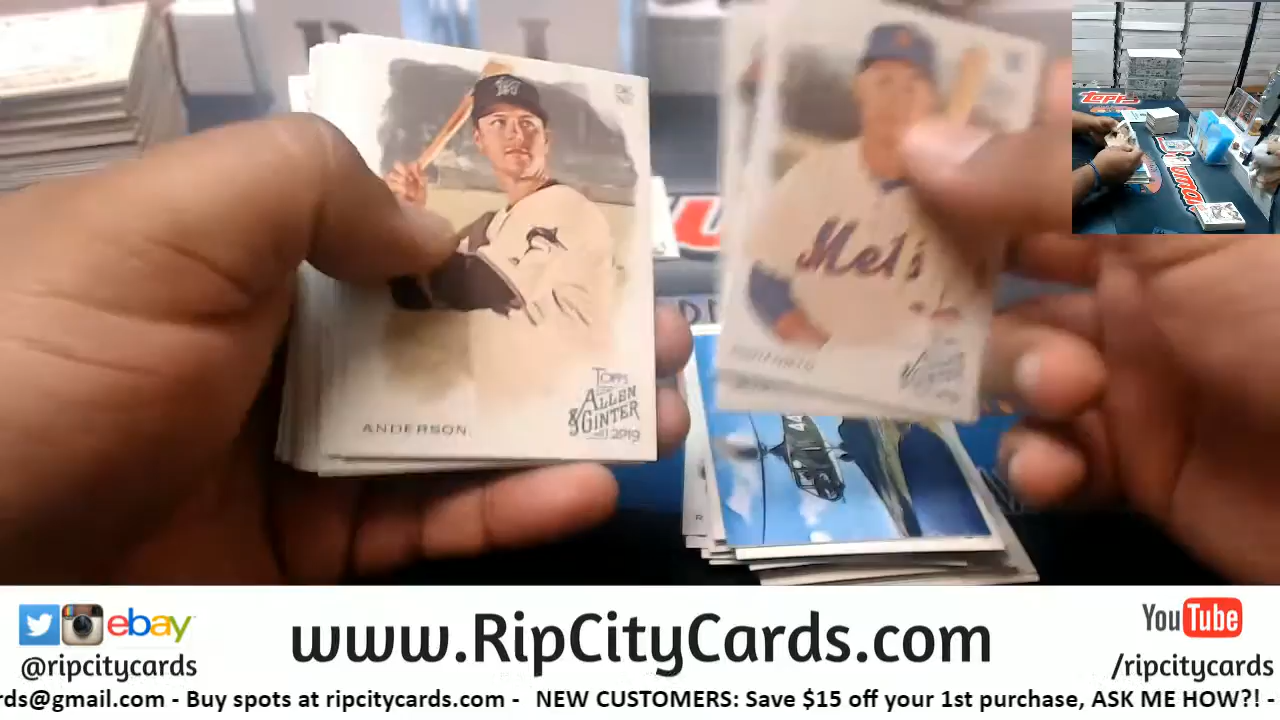 Mets
ANDERSON
TOPPS
ALLEN
& GINTER
2019
44
Topps
www.RipCityCards.com
ebay
@ripcitycards
YouTube
/ripcitycards
rds@gmail.com - Buy spots at ripcitycards.com - NEW CUSTOMERS: Save $15 off your 1st purchase, ASK ME HOW?! -